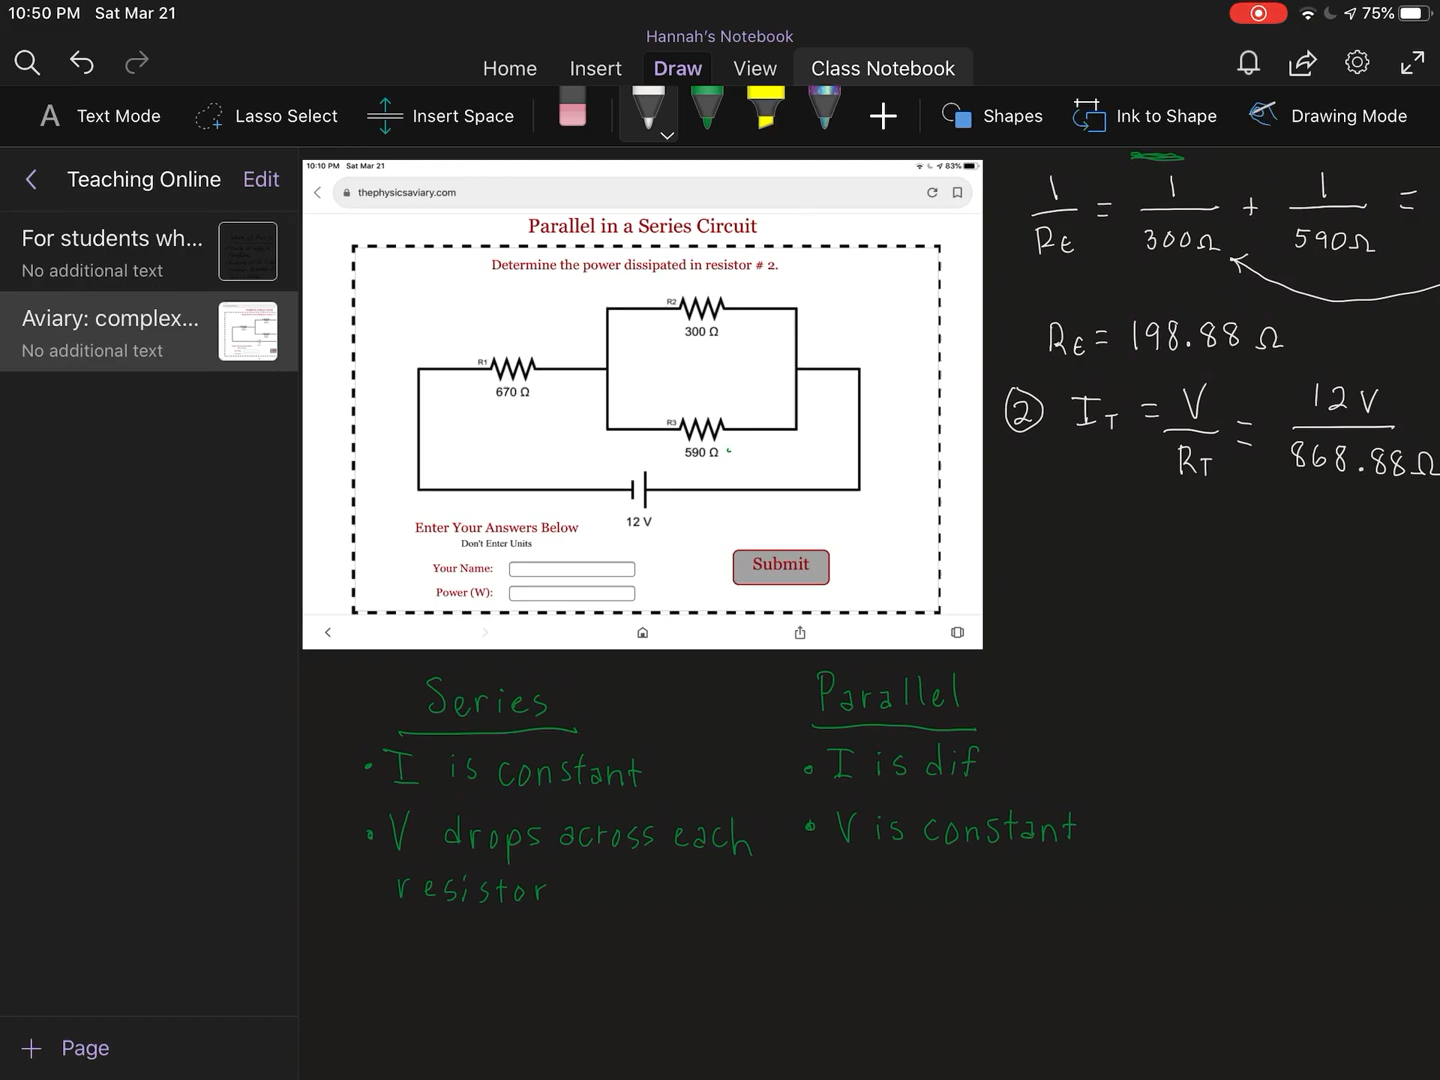 10:50 PM Sat Mar 21
75%
Hannah's Notebook
Home Insert Draw View Class Notebook
A Text Mode Lasso Select Insert Space Shapes Ink to Shape Drawing Mode
Teaching Online Edit
For students wh...
No additional text
Aviary: complex...
No additional text
10:10 PM Sat Mar 21
83%
thephysicsaviary.com
Parallel in a Series Circuit
Determine the power dissipated in resistor # 2.
R2
300 Ω
R1
670 Ω
R3
590 Ω
12 V
Enter Your Answers Below
Don't Enter Units
Your Name:
Power (W):
Submit
1/RE = 1/300Ω + 1/590Ω =
RE = 198.88 Ω
② IT = V/RT = 12V/868.88Ω
Series
• I is constant
• V drops across each
resistor
Parallel
• I is dif
• V is constant
+ Page